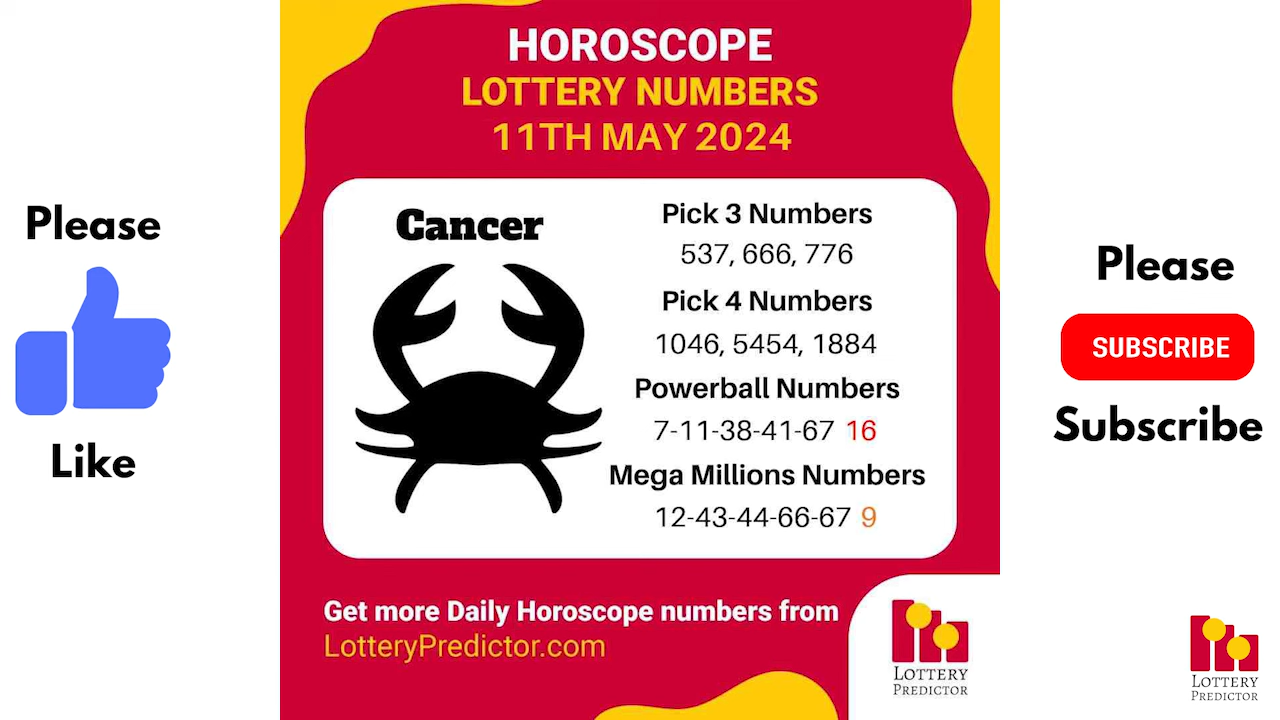 HOROSCOPE
LOTTERY NUMBERS
11TH MAY 2024
Please
Like
Cancer
Pick 3 Numbers
537, 666, 776
Pick 4 Numbers
1046, 5454, 1884
Powerball Numbers
7-11-38-41-67 16
Mega Millions Numbers
12-43-44-66-67 9
Please
SUBSCRIBE
Subscribe
Get more Daily Horoscope numbers from
LotteryPredictor.com
LOTTERY
PREDICTOR
LOTTERY
PREDICTOR